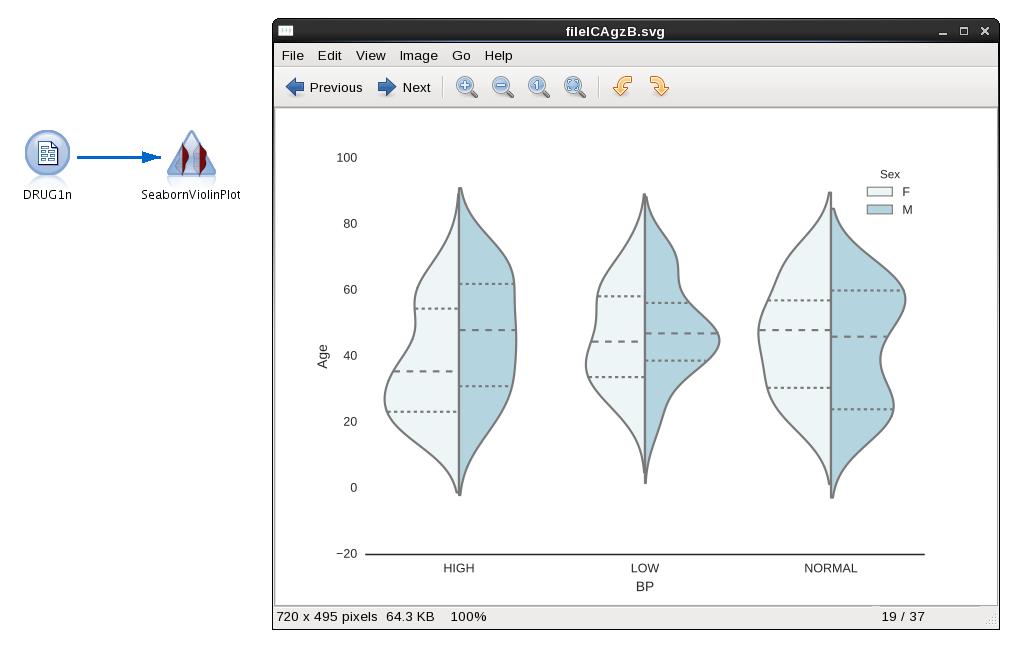 fileICAgzB.svg
File Edit View Image Go Help
Previous Next
DRUG1n
SeabornViolinPlot
100
80
60
40
20
0
−20
Age
Sex
F
M
HIGH LOW NORMAL
BP
720 x 495 pixels 64.3 KB 100% 19 / 37